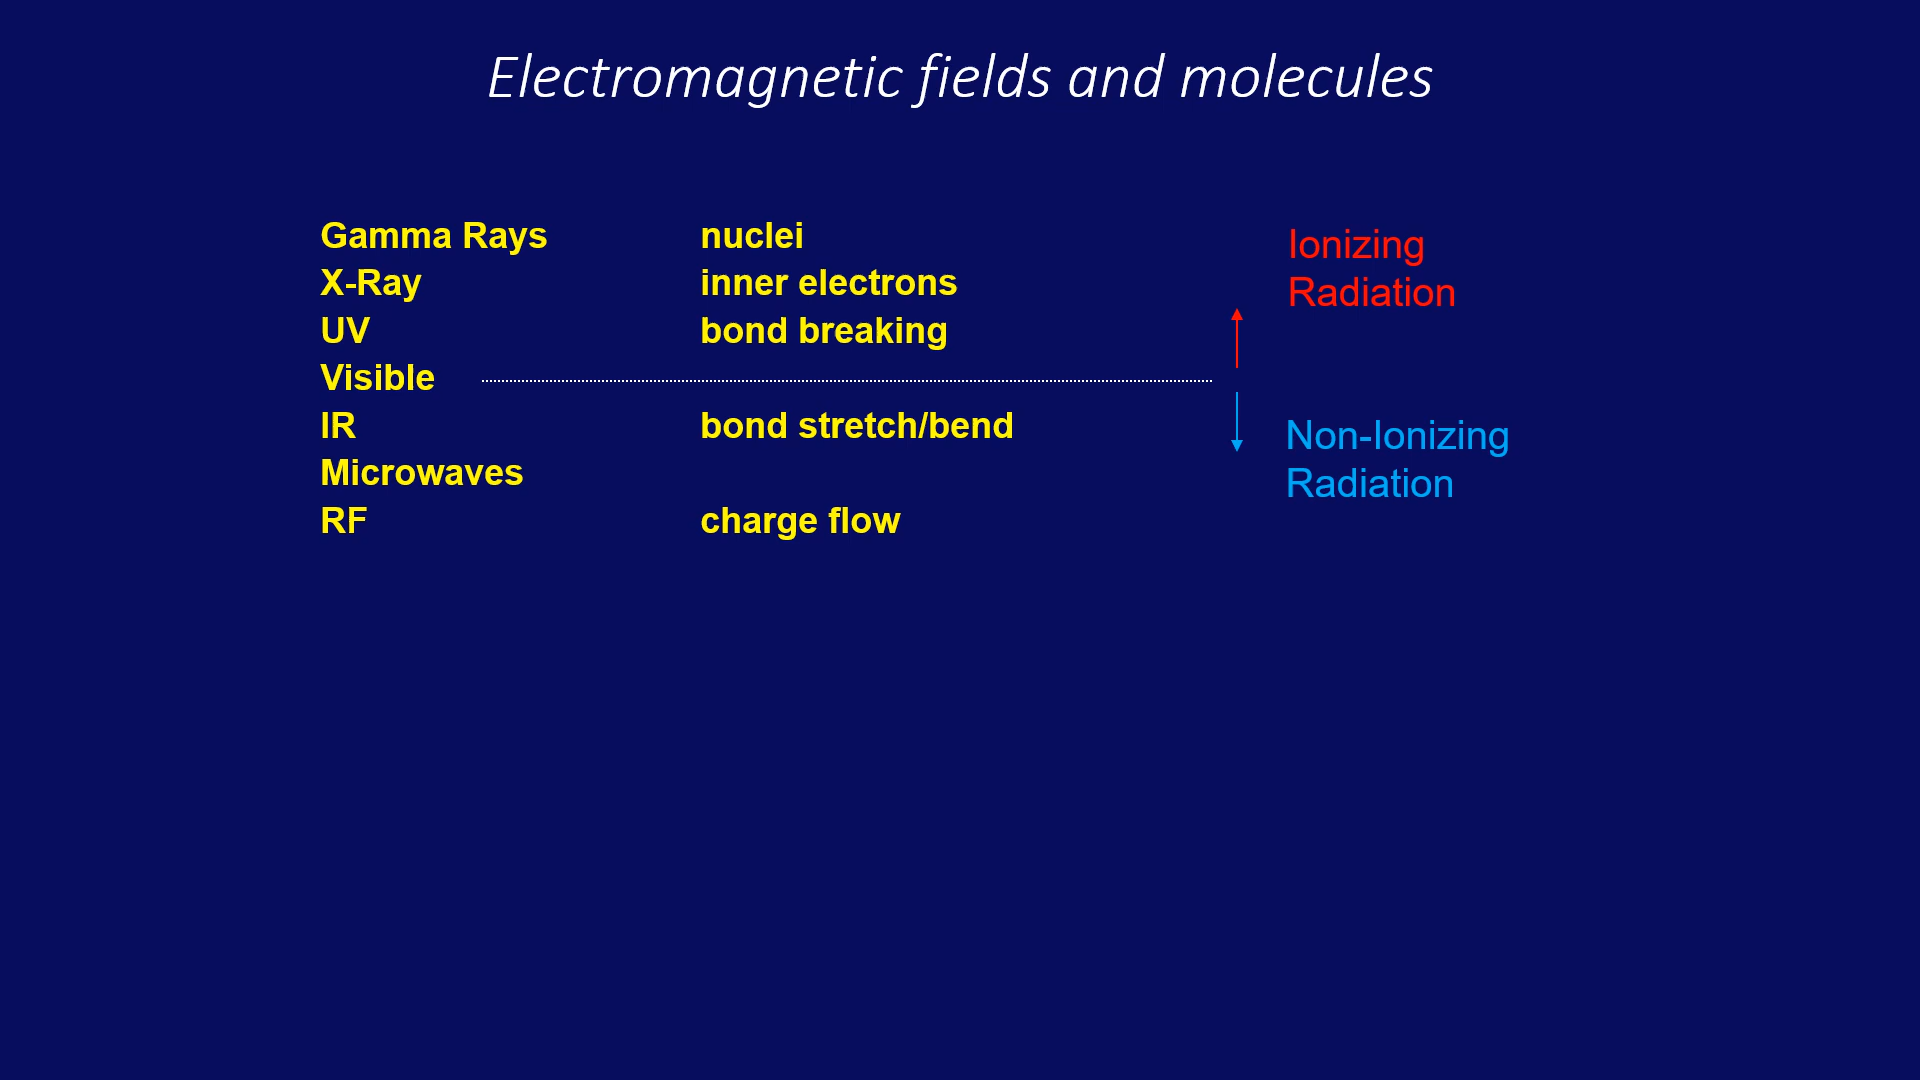 Electromagnetic fields and molecules
Gamma Rays nuclei
X-Ray inner electrons
UV bond breaking
Visible
IR bond stretch/bend
Microwaves
RF charge flow
Ionizing
Radiation
Non-Ionizing
Radiation